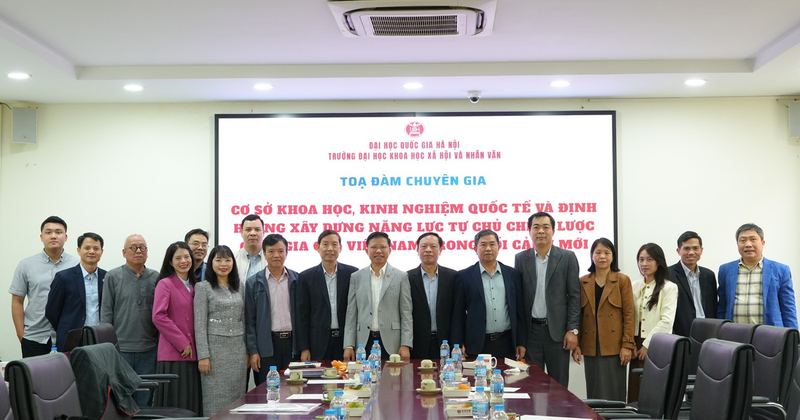 ĐẠI HỌC QUỐC GIA HÀ NỘI
TRƯỜNG ĐẠI HỌC KHOA HỌC XÃ HỘI VÀ NHÂN VĂN
TOẠ ĐÀM CHUYÊN GIA
CƠ SỞ KHOA HỌC, KINH NGHIỆM QUỐC TẾ VÀ ĐỊNH
XÂY DỰNG NĂNG LỰC TỰ CHỦ LƯỢC
GIA MỚI